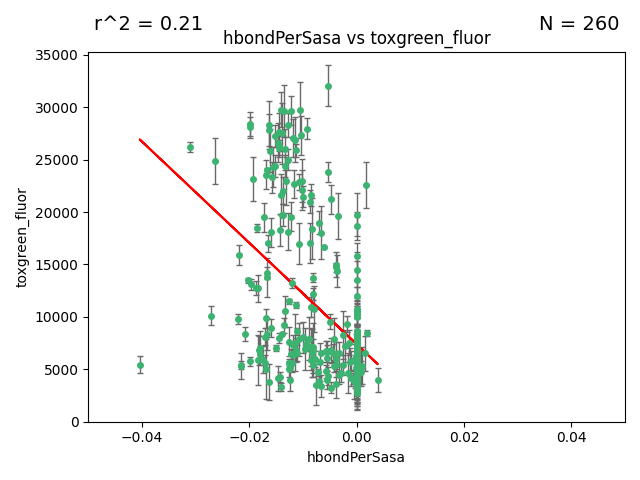 r^2 = 0.21
N = 260
hbondPerSasa vs toxgreen_fluor
35000
30000
25000
20000
15000
10000
5000
0
toxgreen_fluor
−0.04
−0.02
0.00
0.02
0.04
hbondPerSasa